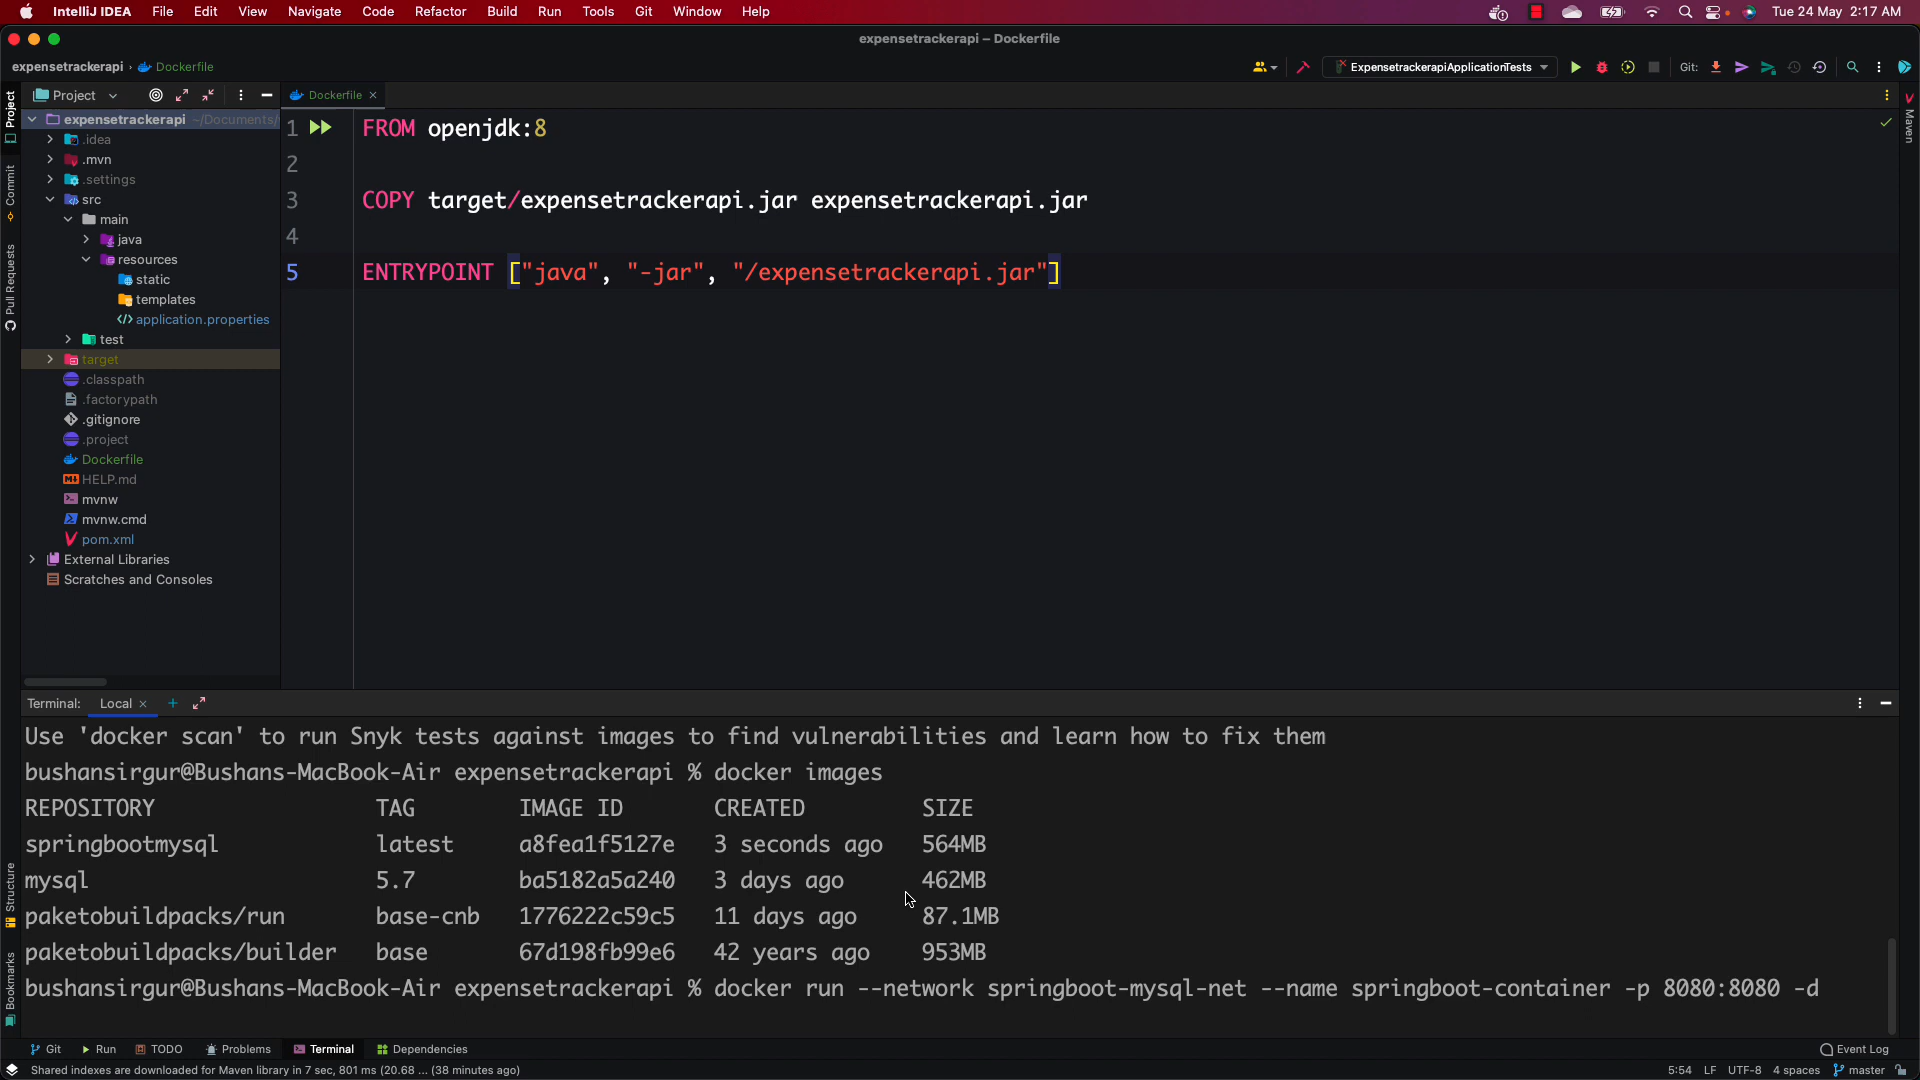 IntelliJ IDEA File Edit View Navigate Code Refactor Build Run Tools Git Window Help Tue 24 May 2:17 AM
expensetrackerapi – Dockerfile
expensetrackerapi › Dockerfile ExpensetrackerapiApplicationTests Git:
Project
Dockerfile ×
expensetrackerapi ~/Documents/
.idea
.mvn
.settings
src
main
java
resources
static
templates
application.properties
test
target
.classpath
.factorypath
.gitignore
.project
Dockerfile
HELP.md
mvnw
mvnw.cmd
pom.xml
External Libraries
Scratches and Consoles
Project
Commit
Pull Requests
Structure
Bookmarks
Maven
1 FROM openjdk:8
2
3 COPY target/expensetrackerapi.jar expensetrackerapi.jar
4
5 ENTRYPOINT ["java", "-jar", "/expensetrackerapi.jar"]
Terminal: Local × +
Use 'docker scan' to run Snyk tests against images to find vulnerabilities and learn how to fix them
bushansirgur@Bushans-MacBook-Air expensetrackerapi % docker images
REPOSITORY TAG IMAGE ID CREATED SIZE
springbootmysql latest a8fea1f5127e 3 seconds ago 564MB
mysql 5.7 ba5182a5a240 3 days ago 462MB
paketobuildpacks/run base-cnb 1776222c59c5 11 days ago 87.1MB
paketobuildpacks/builder base 67d198fb99e6 42 years ago 953MB
bushansirgur@Bushans-MacBook-Air expensetrackerapi % docker run --network springboot-mysql-net --name springboot-container -p 8080:8080 -d
Git Run TODO Problems Terminal Dependencies Event Log
Shared indexes are downloaded for Maven library in 7 sec, 801 ms (20.68 ... (38 minutes ago) 5:54 LF UTF-8 4 spaces master